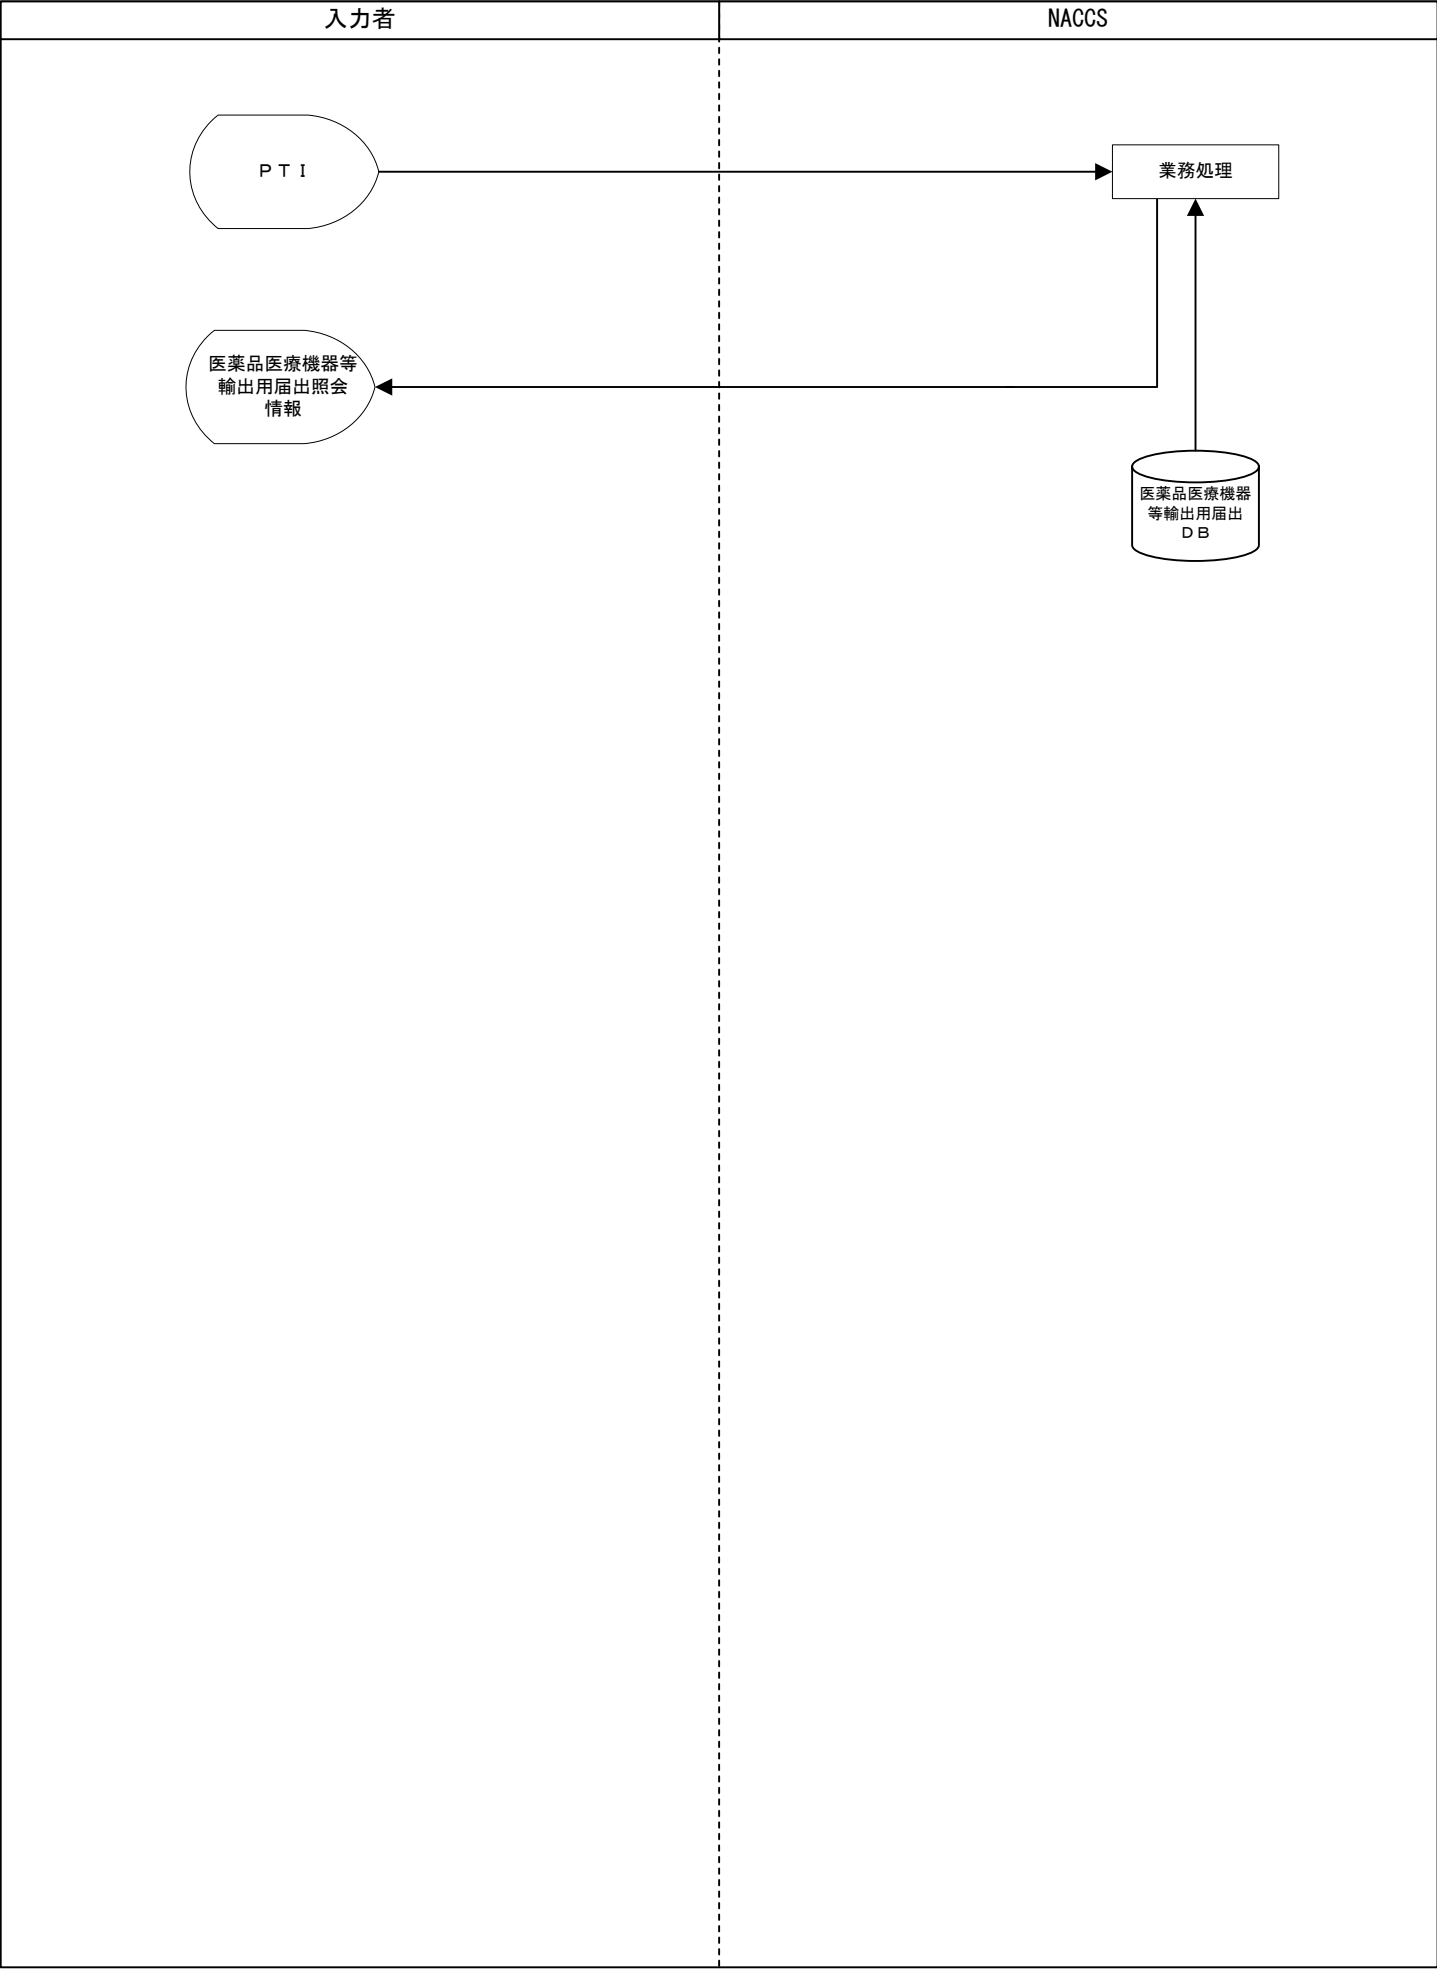 入力者
NACCS
ＰＴＩ
業務処理
医薬品医療機器等
輸出用届出照会
情報
医薬品医療機器
等輸出用届出
ＤＢ